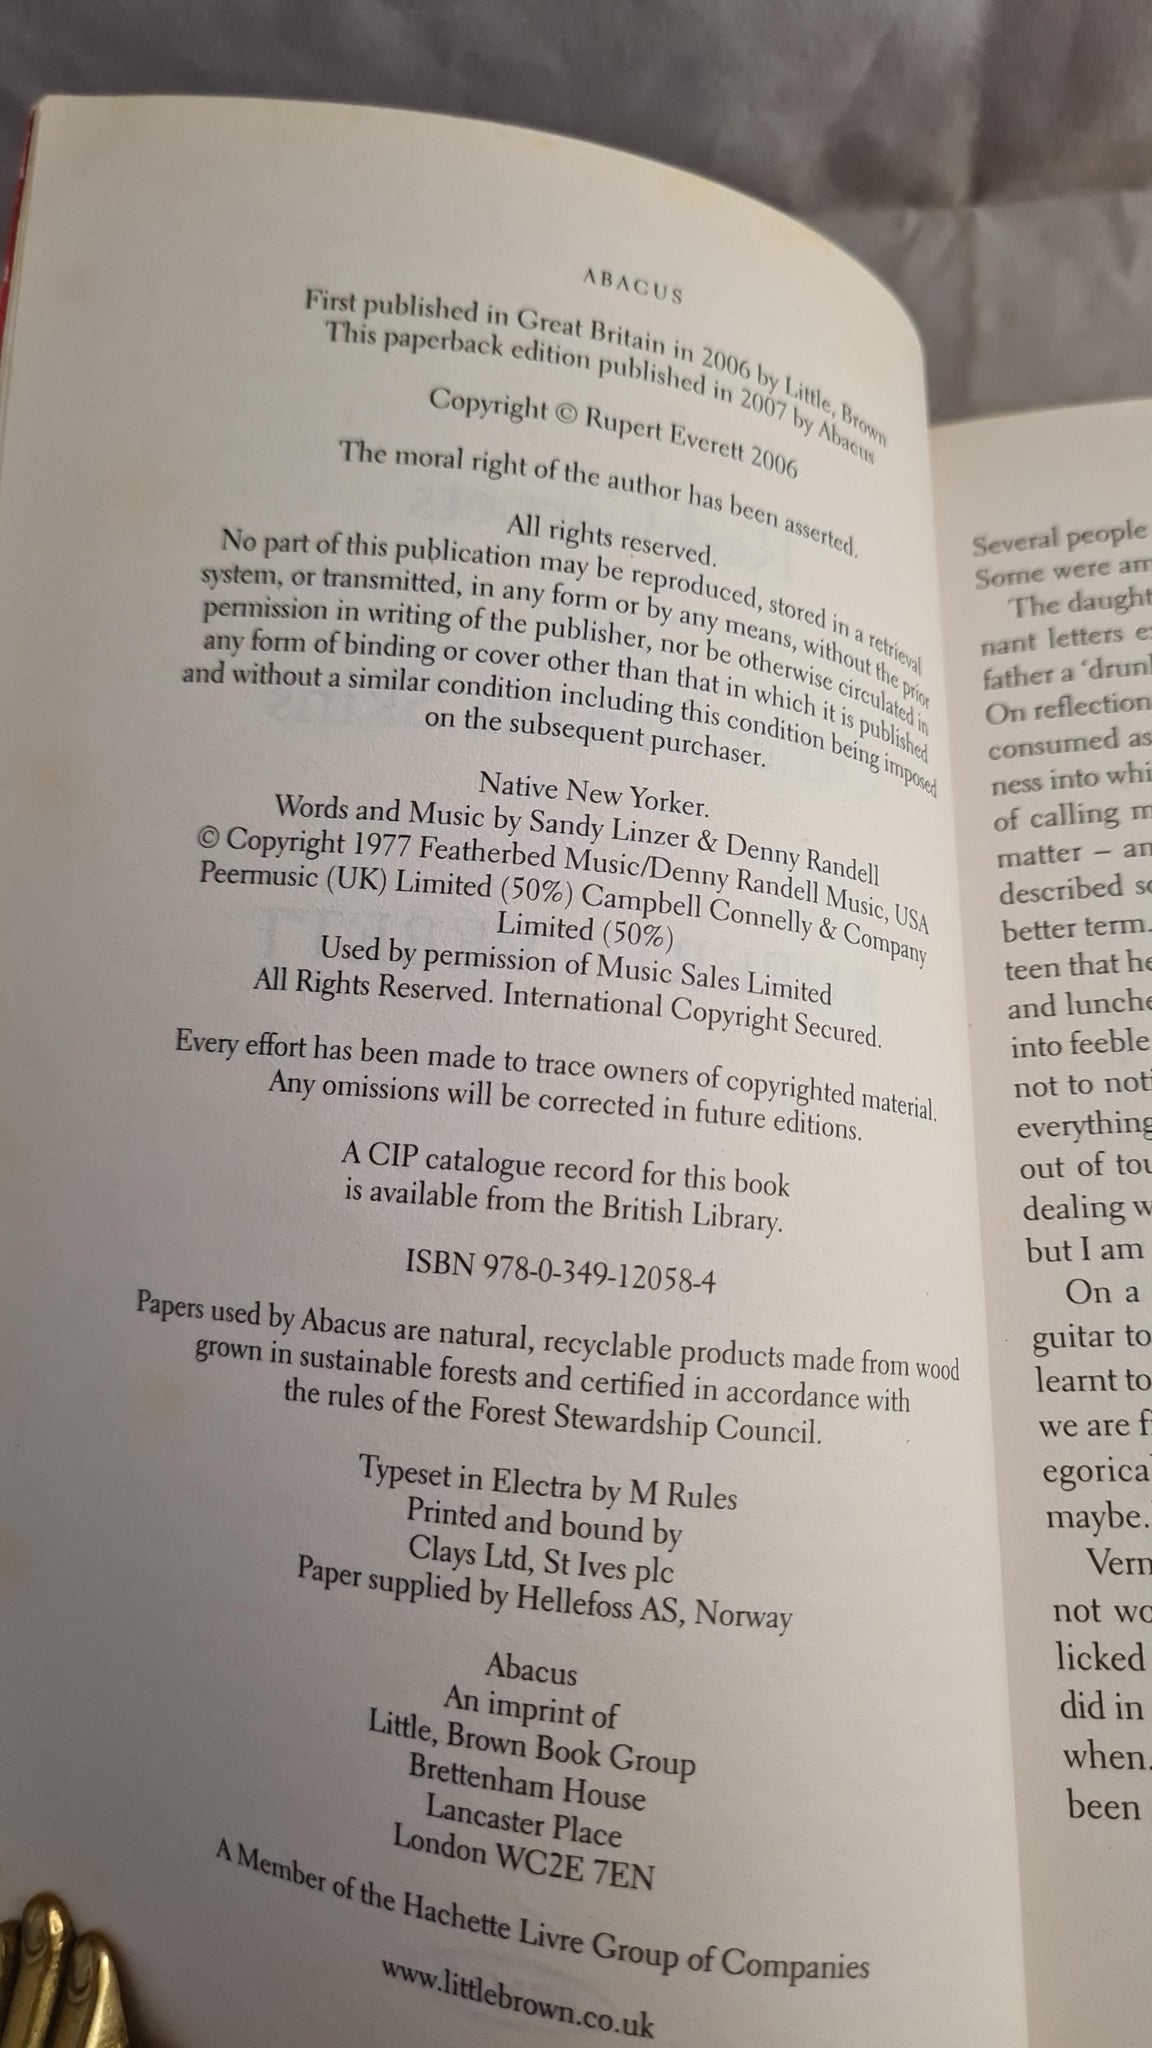 ABACUS
First published in Great Britain in 2006 by Little, Brown
This paperback edition published in 2007 by Abacus
Copyright © Rupert Everett 2006
The moral right of the author has been asserted.
All rights reserved.
No part of this publication may be reproduced, stored in a retrieval
system, or transmitted, in any form or by any means, without the prior
permission in writing of the publisher, nor be otherwise circulated in
any form of binding or cover other than that in which it is published
and without a similar condition including this condition being imposed
on the subsequent purchaser.
Native New Yorker.
Words and Music by Sandy Linzer & Denny Randell
© Copyright 1977 Featherbed Music/Denny Randell Music, USA
Peermusic (UK) Limited (50%) Campbell Connelly & Company
Limited (50%)
Used by permission of Music Sales Limited
All Rights Reserved. International Copyright Secured.
Every effort has been made to trace owners of copyrighted material.
Any omissions will be corrected in future editions.
A CIP catalogue record for this book
is available from the British Library.
ISBN 978-0-349-12058-4
Papers used by Abacus are natural, recyclable products made from wood
grown in sustainable forests and certified in accordance with
the rules of the Forest Stewardship Council.
Typeset in Electra by M Rules
Printed and bound by
Clays Ltd, St Ives plc
Paper supplied by Hellefoss AS, Norway
Abacus
An imprint of
Little, Brown Book Group
Brettenham House
Lancaster Place
London WC2E 7EN
A Member of the Hachette Livre Group of Companies
www.littlebrown.co.uk
Several people
Some were
The
nant letters
father a
On reflection
consumed as
ness into
of calling
matter –
described
better term.
teen that
and
into feeble
not to
everything
out of
dealing
but I am
On a
guitar to
learnt to
we are
maybe.
not
licked
did in
when.
been